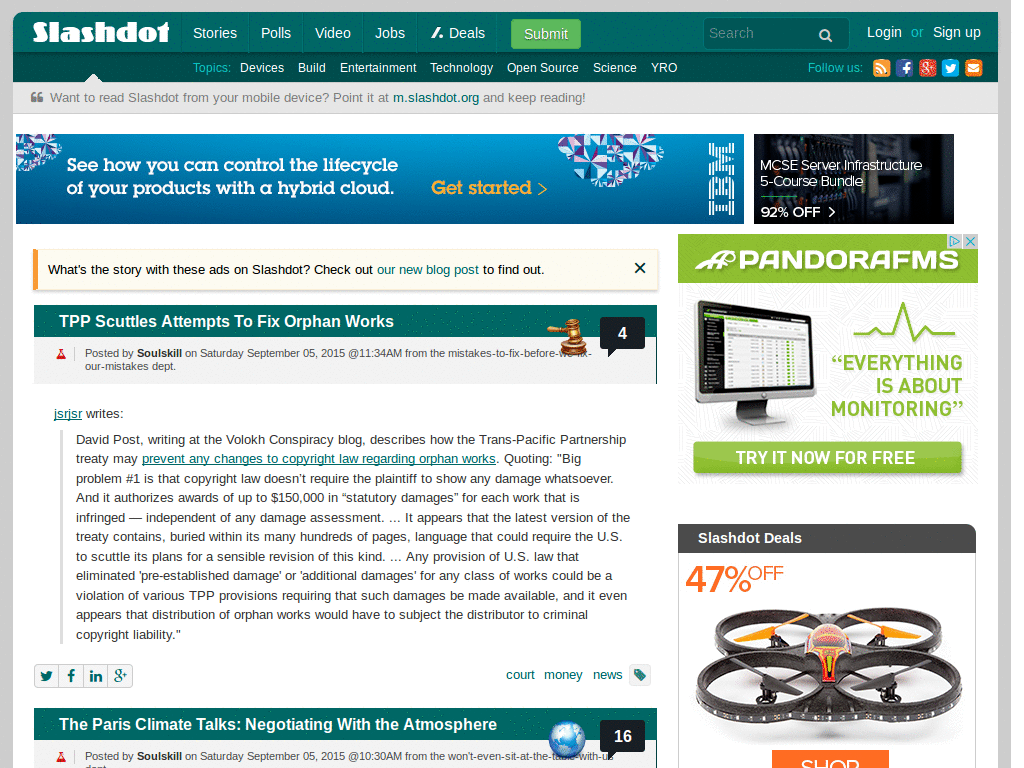 Slashdot Stories Polls Video Jobs Deals Submit Search Login or Sign up
Topics: Devices Build Entertainment Technology Open Source Science YRO Follow us:
Want to read Slashdot from your mobile device? Point it at m.slashdot.org and keep reading!
See how you can control the lifecycle
of your products with a hybrid cloud.
Get started >
IBM
MCSE Server Infrastructure
5-Course Bundle
92% OFF >
What's the story with these ads on Slashdot? Check out our new blog post to find out.
TPP Scuttles Attempts To Fix Orphan Works
4
Posted by Soulskill on Saturday September 05, 2015 @11:34AM from the mistakes-to-fix-before-we-fix-
our-mistakes dept.
jsrjsr writes:
David Post, writing at the Volokh Conspiracy blog, describes how the Trans-Pacific Partnership
treaty may prevent any changes to copyright law regarding orphan works. Quoting: "Big
problem #1 is that copyright law doesn’t require the plaintiff to show any damage whatsoever.
And it authorizes awards of up to $150,000 in “statutory damages” for each work that is
infringed — independent of any damage assessment. … It appears that the latest version of the
treaty contains, buried within its many hundreds of pages, language that could require the U.S.
to scuttle its plans for a sensible revision of this kind. … Any provision of U.S. law that
eliminated 'pre-established damage' or 'additional damages' for any class of works could be a
violation of various TPP provisions requiring that such damages be made available, and it even
appears that distribution of orphan works would have to subject the distributor to criminal
copyright liability."
court money news
The Paris Climate Talks: Negotiating With the Atmosphere
16
Posted by Soulskill on Saturday September 05, 2015 @10:30AM from the won't-even-sit-at-the-table-with-us
dept.
PANDORAFMS
“EVERYTHING
IS ABOUT
MONITORING”
TRY IT NOW FOR FREE
Slashdot Deals
47% OFF
SHOP